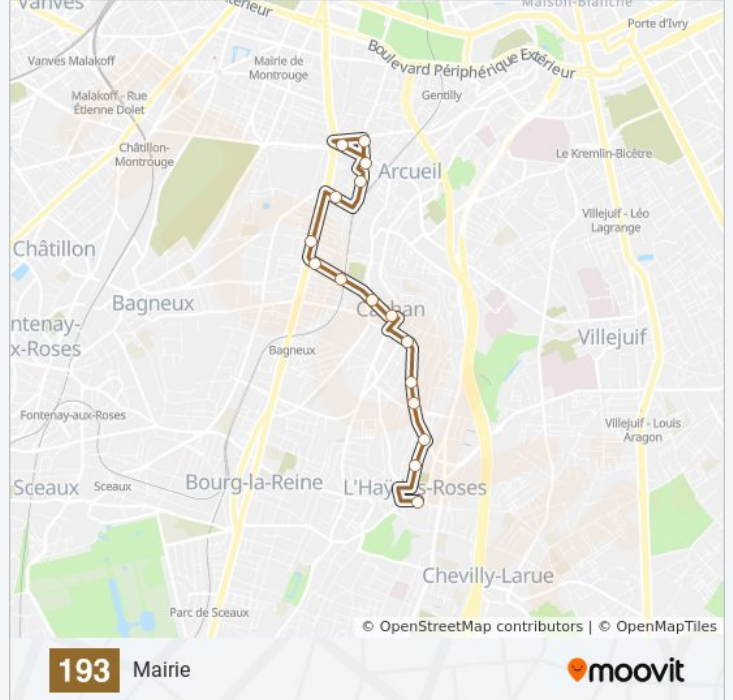 Vanves
érieur
Maison-Blanche
Porte d'Ivry
Vanves Malakoff
Mairie de
Montrouge
Boulevard Périphérique Extérieur
Malakoff - Rue
Étienne Dolet
Gentilly
Châtillon-
Montrouge
Arcueil
Le Kremlin-Bicêtre
Villejuif - Léo
Lagrange
Châtillon
Bagneux
Cachan
ntenay-
x-Roses
Villejuif
Bagneux
Fontenay-aux-Roses
Villejuif - Louis
Aragon
Sceaux
Sceaux
Bourg-la-Reine
L'Haÿ-les-Roses
Chevilly-Larue
Parc de Sceaux
© OpenStreetMap contributors | © OpenMapTiles
193 Mairie
moovit